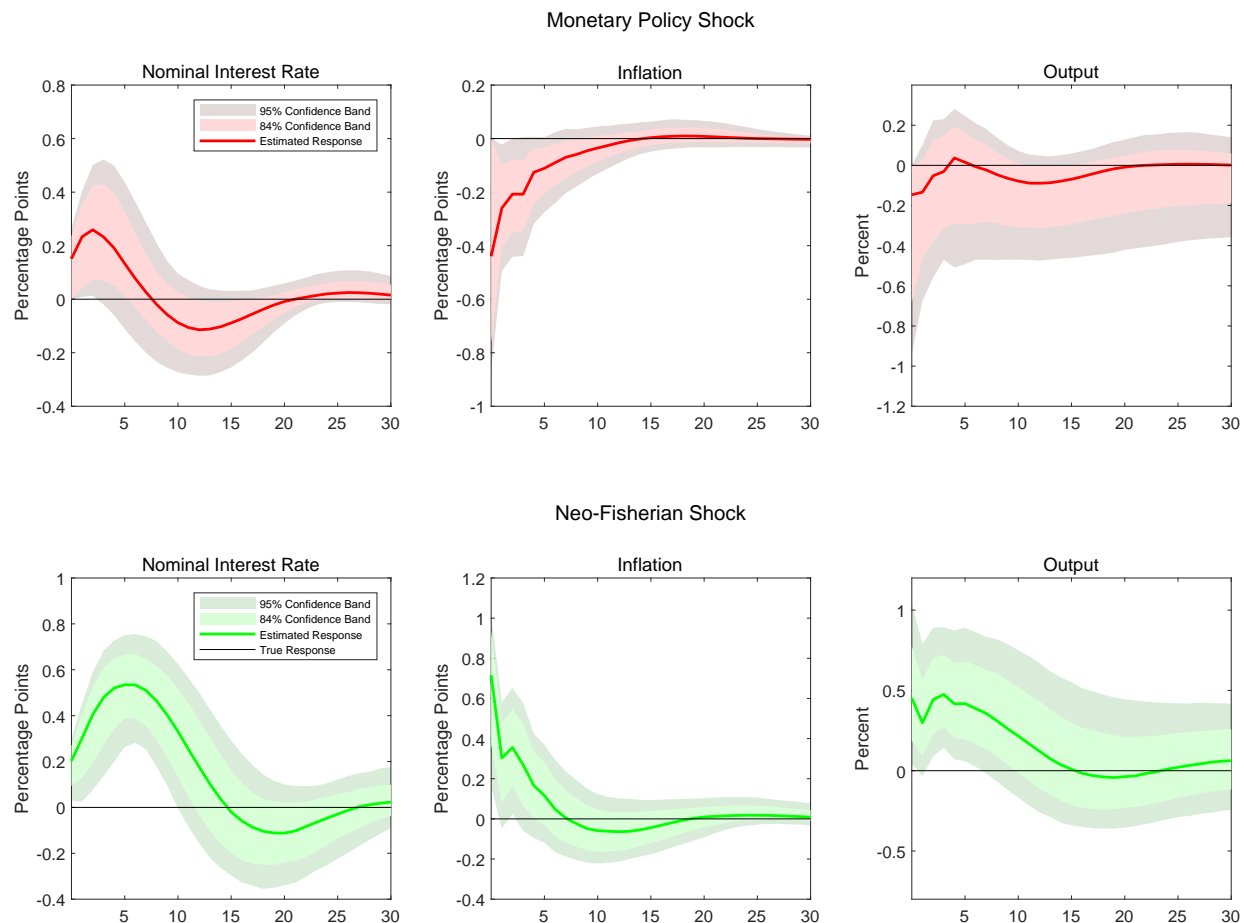 Monetary Policy Shock
Nominal Interest Rate
Percentage Points
0.8
0.6
0.4
0.2
0
-0.2
-0.4
5 10 15 20 25 30
95% Confidence Band
84% Confidence Band
Estimated Response
Inflation
Percentage Points
0.2
0
-0.2
-0.4
-0.6
-0.8
-1
5 10 15 20 25 30
Output
Percent
0.2
0
-0.2
-0.4
-0.6
-0.8
-1
-1.2
5 10 15 20 25 30
Neo-Fisherian Shock
Nominal Interest Rate
Percentage Points
1
0.8
0.6
0.4
0.2
0
-0.2
-0.4
5 10 15 20 25 30
95% Confidence Band
84% Confidence Band
Estimated Response
True Response
Inflation
Percentage Points
1.2
1
0.8
0.6
0.4
0.2
0
-0.2
-0.4
5 10 15 20 25 30
Output
Percent
1
0.5
0
-0.5
5 10 15 20 25 30